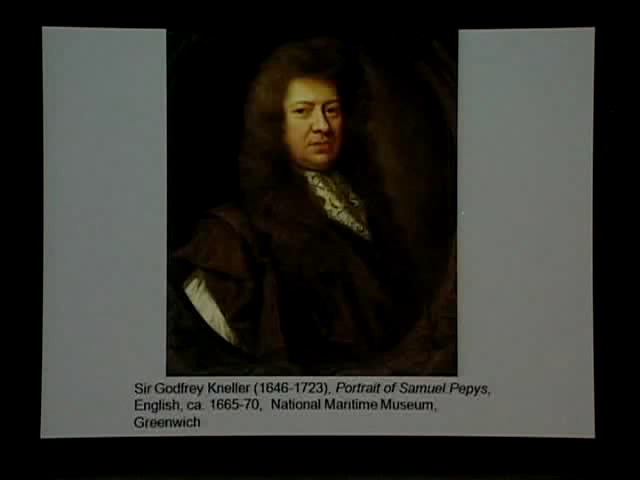 Sir Godfrey Kneller (1646-1723), Portrait of Samuel Pepys,
English, ca. 1665-70, National Maritime Museum,
Greenwich